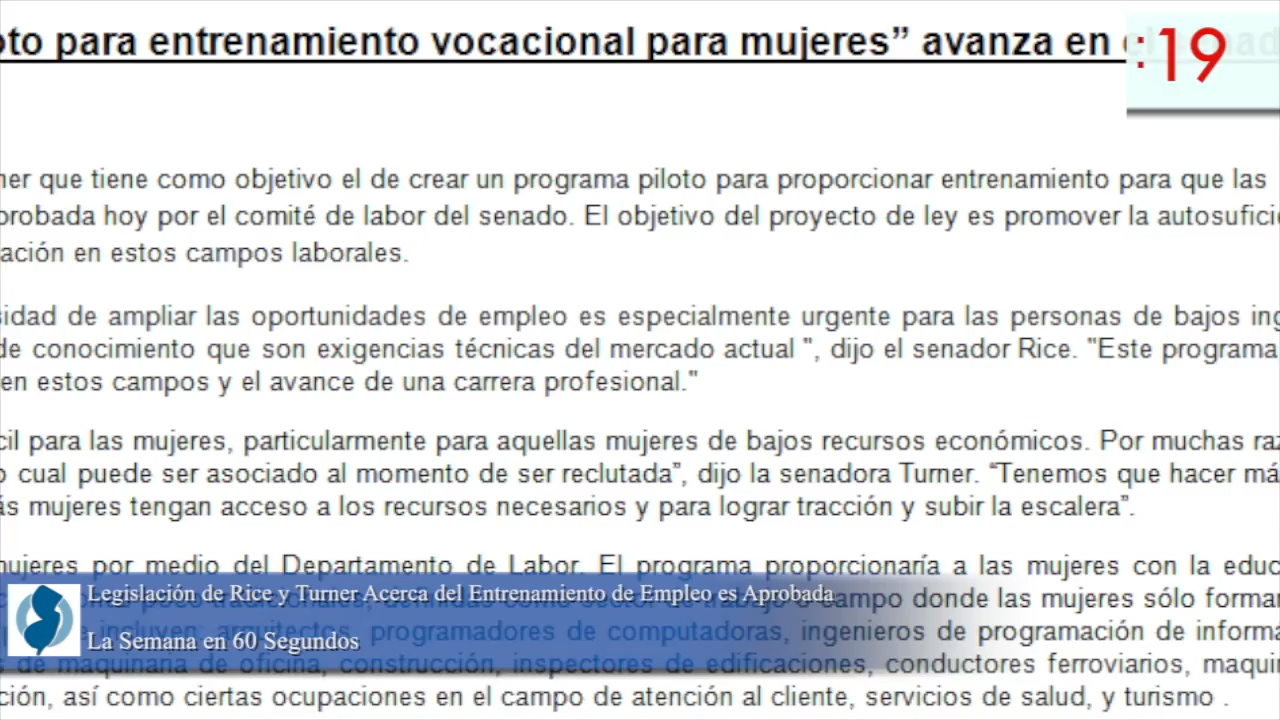 oto para entrenamiento vocacional para mujeres” avanza en el senad
:19
ner que tiene como objetivo el de crear un programa piloto para proporcionar entrenamiento para que las
probada hoy por el comité de labor del senado. El objetivo del proyecto de ley es promover la autosufici
ación en estos campos laborales.
sidad de ampliar las oportunidades de empleo es especialmente urgente para las personas de bajos ing
de conocimiento que son exigencias técnicas del mercado actual ", dijo el senador Rice. "Este programa
en estos campos y el avance de una carrera profesional."
cil para las mujeres, particularmente para aquellas mujeres de bajos recursos económicos. Por muchas raz
o cual puede ser asociado al momento de ser reclutada”, dijo la senadora Turner. “Tenemos que hacer má
ás mujeres tengan acceso a los recursos necesarios y para lograr tracción y subir la escalera”.
mujeres por medio del Departamento de Labor. El programa proporcionaría a las mujeres con la educ
Legislación de Rice y Turner Acerca del Entrenamiento de Empleo es Aprobada
campo donde las mujeres sólo forman
La Semana en 60 Segundos
incluyen: arquitectos, programadores de computadoras, ingenieros de programación de informa
s de maquinaria de oficina, construcción, inspectores de edificaciones, conductores ferroviarios, maquin
ción, así como ciertas ocupaciones en el campo de atención al cliente, servicios de salud, y turismo .